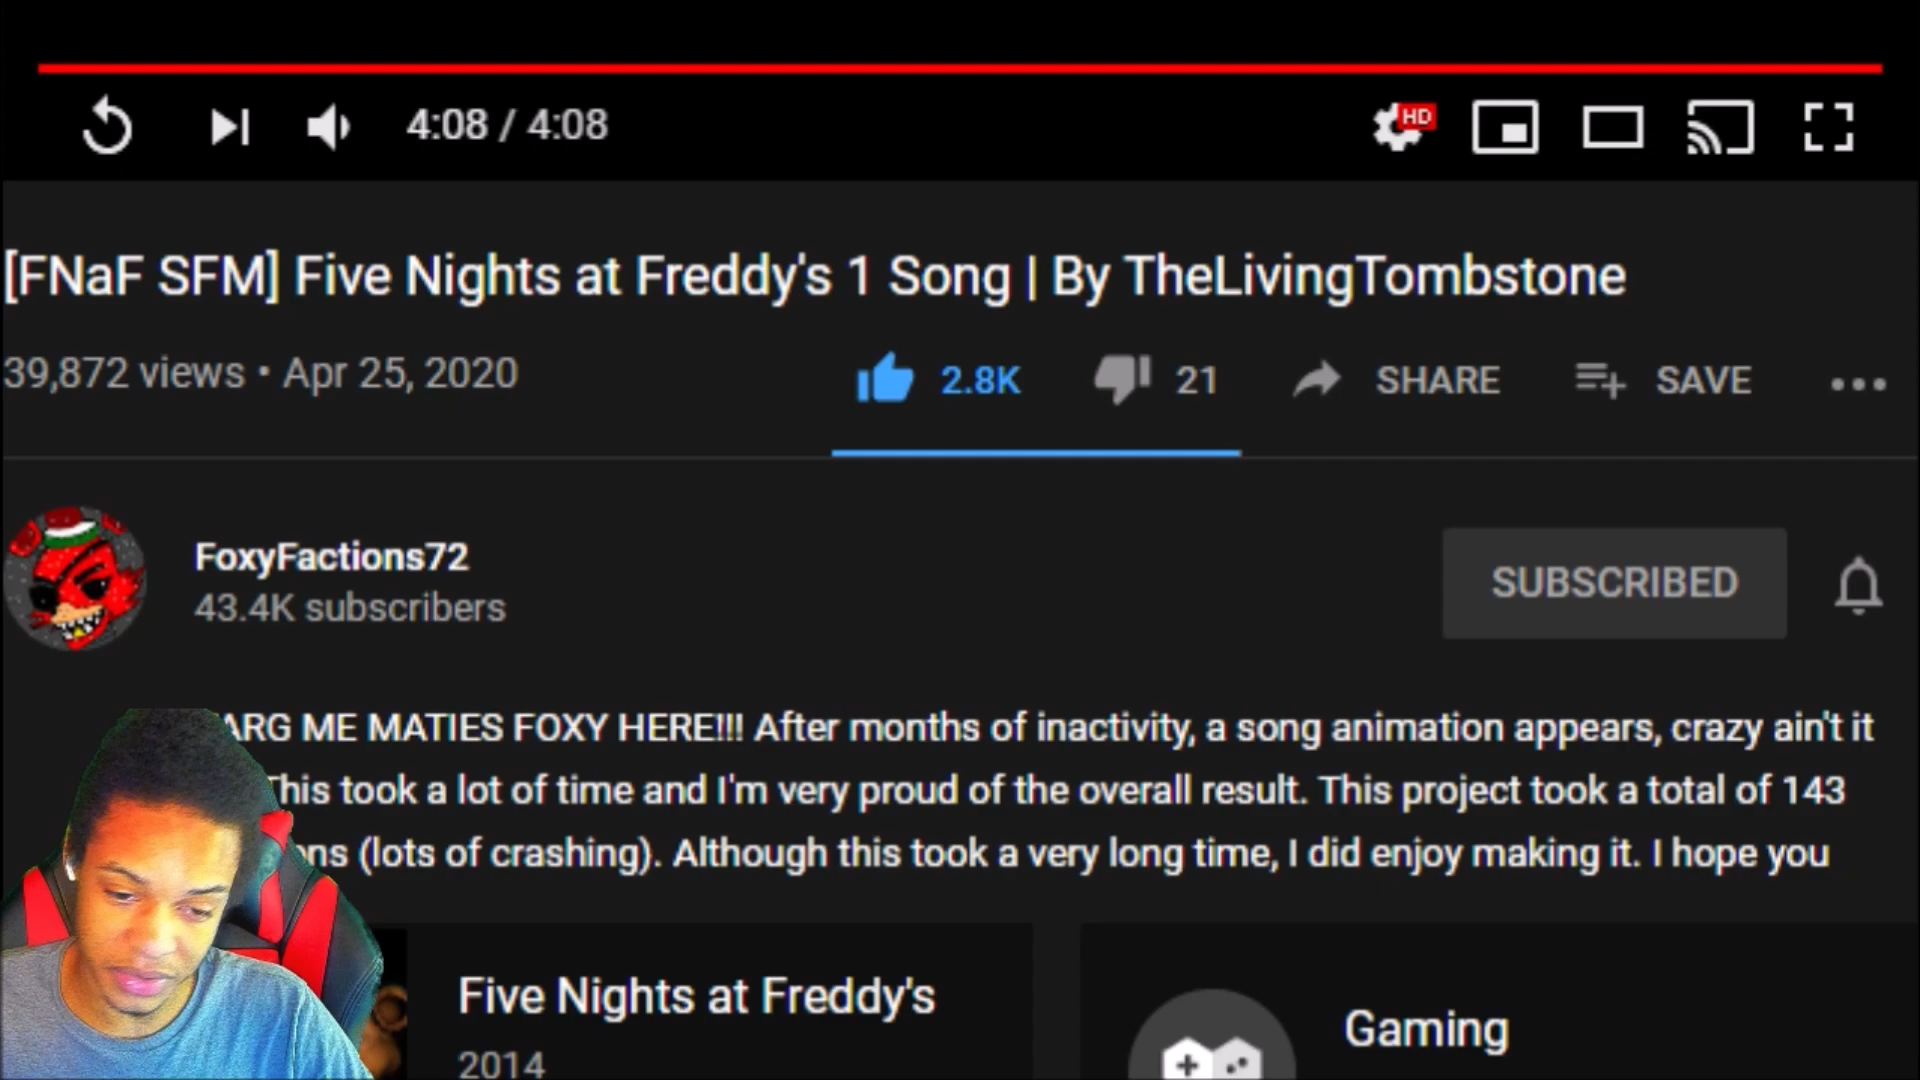 4:08 / 4:08
HD
[FNaF SFM] Five Nights at Freddy's 1 Song | By TheLivingTombstone
39,872 views • Apr 25, 2020
2.8K
21
SHARE
SAVE
FoxyFactions72
43.4K subscribers
SUBSCRIBED
ARG ME MATIES FOXY HERE!!! After months of inactivity, a song animation appears, crazy ain't it
This took a lot of time and I'm very proud of the overall result. This project took a total of 143
(lots of crashing). Although this took a very long time, I did enjoy making it. I hope you
Five Nights at Freddy's
2014
Gaming